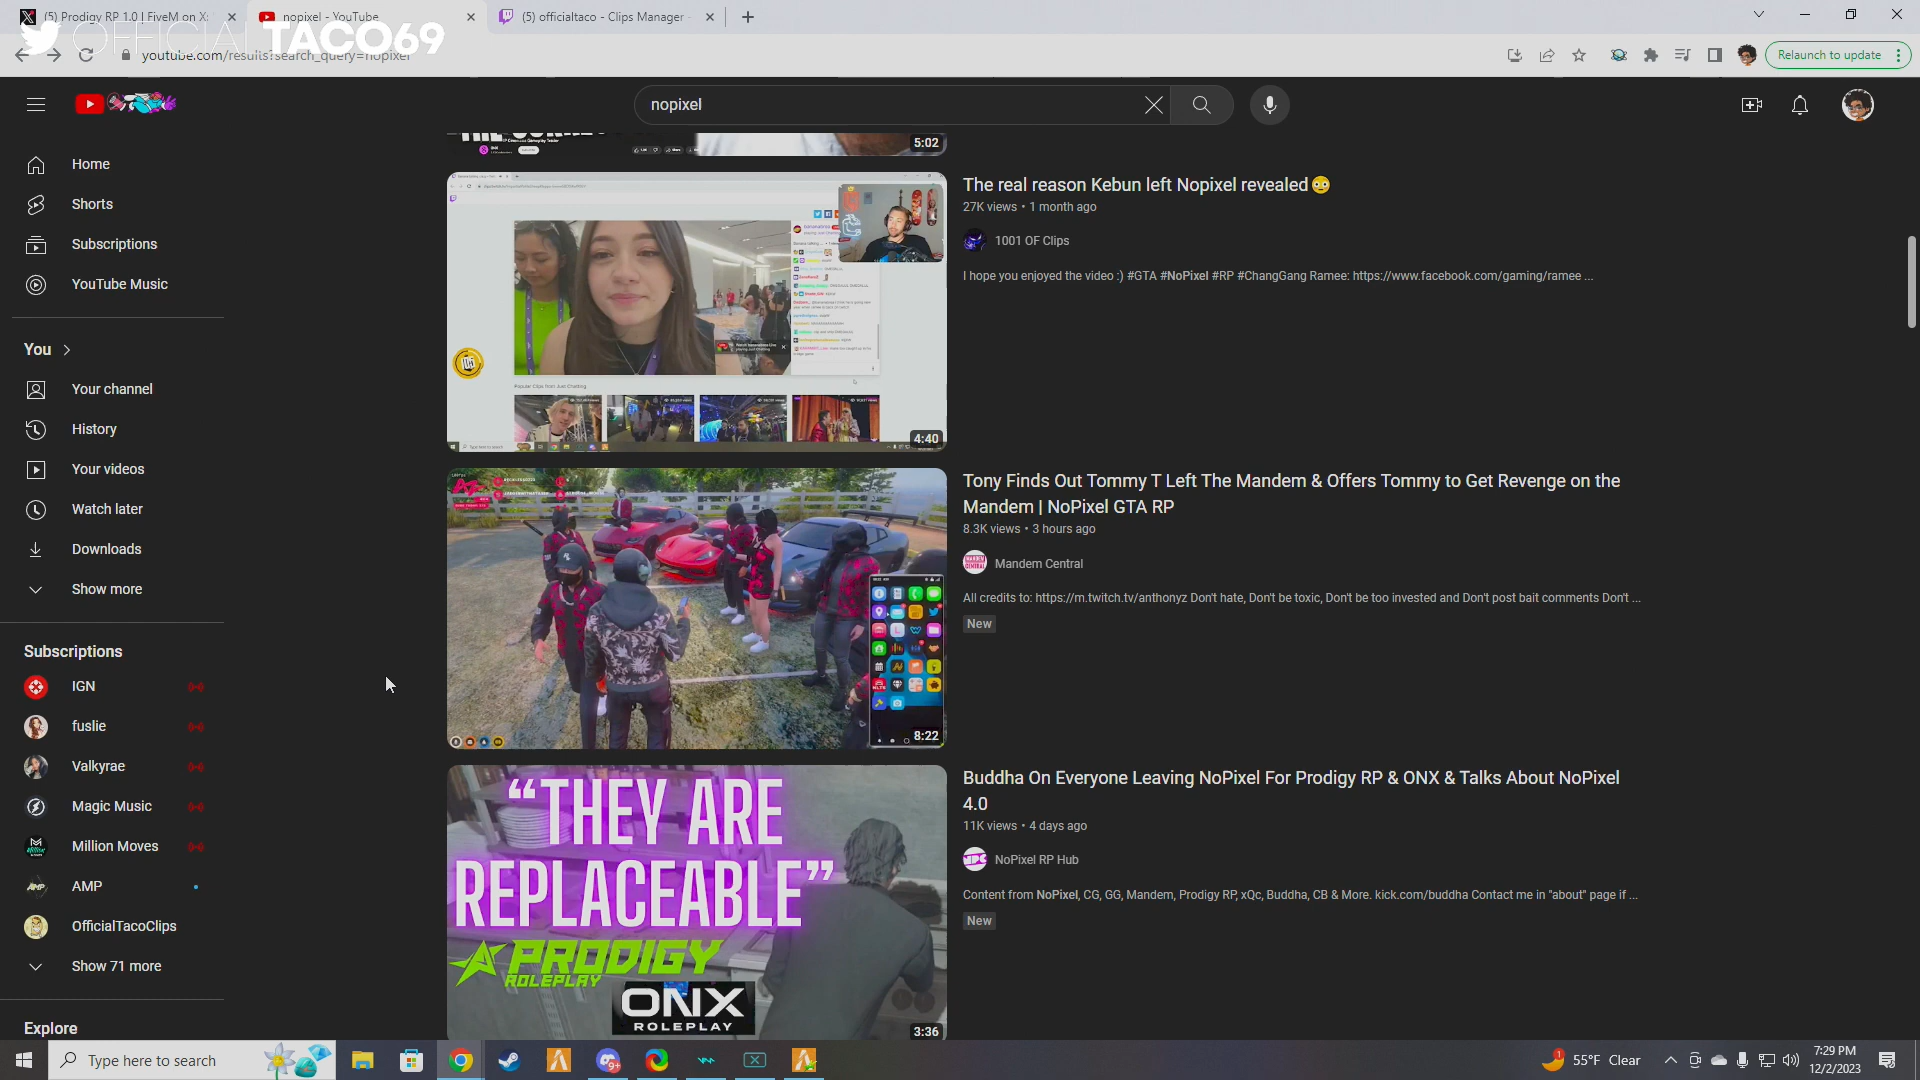 (5) Prodigy RP 1.0 | FiveM on X:
nopixel - YouTube
(5) officialtaco - Clips Manager
OFFICIALTACO69
youtube.com/results?search_query=nopixel
Relaunch to update
nopixel
Home
Shorts
Subscriptions
YouTube Music
You
Your channel
History
Your videos
Watch later
Downloads
Show more
Subscriptions
IGN
fuslie
Valkyrae
Magic Music
Million Moves
AMP
OfficialTacoClips
Show 71 more
Explore
5:02
4:40
The real reason Kebun left Nopixel revealed😳
27K views • 1 month ago
1001 OF Clips
I hope you enjoyed the video :) #GTA #NoPixel #RP #ChangGang Ramee: https://www.facebook.com/gaming/ramee ...
8:22
Tony Finds Out Tommy T Left The Mandem & Offers Tommy to Get Revenge on the
Mandem | NoPixel GTA RP
8.3K views • 3 hours ago
Mandem Central
All credits to: https://m.twitch.tv/anthonyz Don't hate, Don't be toxic, Don't be too invested and Don't post bait comments Don't ...
New
“THEY ARE
REPLACEABLE”
PRODIGY
ROLEPLAY
ONX
ROLEPLAY
3:36
Buddha On Everyone Leaving NoPixel For Prodigy RP & ONX & Talks About NoPixel
4.0
11K views • 4 days ago
NoPixel RP Hub
Content from NoPixel, CG, GG, Mandem, Prodigy RP, xQc, Buddha, CB & More. kick.com/buddha Contact me in "about" page if ...
New
Type here to search
55°F Clear
7:29 PM
12/2/2023